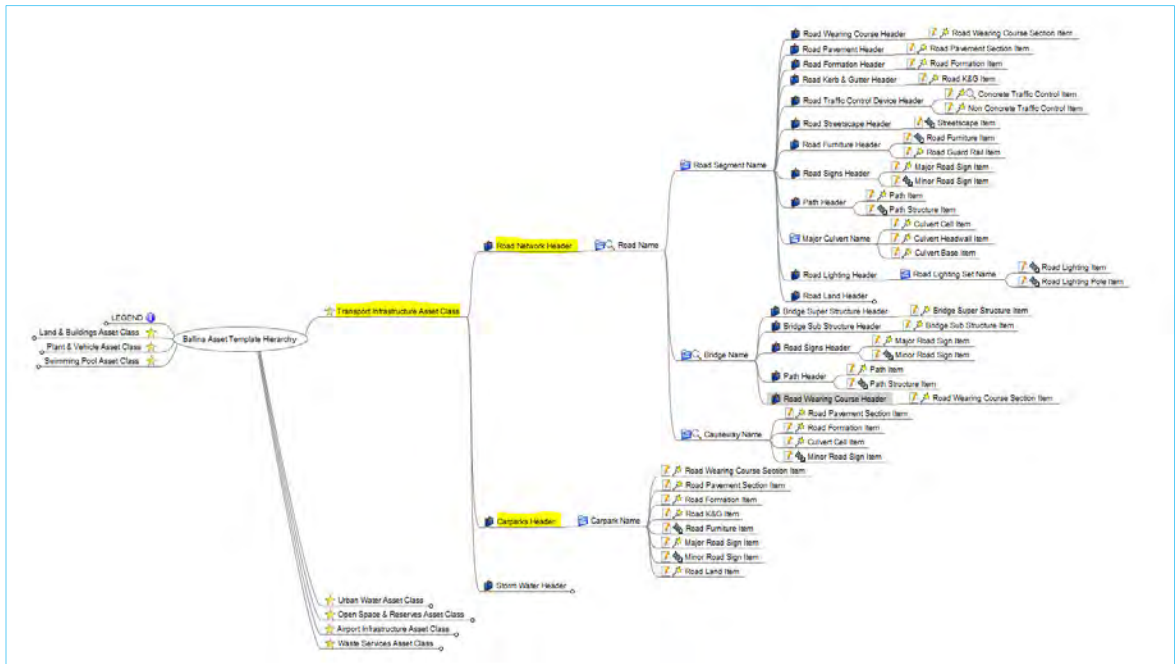 LEGEND
Land & Buildings Asset Class
Plant & Vehicle Asset Class
Swimming Pool Asset Class
Ballina Asset Template Hierarchy
Transport Infrastructure Asset Class
Road Network Header
Road Name
Road Segment Name
Road Wearing Course Header
Road Wearing Course Section Item
Road Pavement Header
Road Pavement Section Item
Road Formation Header
Road Formation Item
Road Kerb & Gutter Header
Road K&G Item
Road Traffic Control Device Header
Concrete Traffic Control Item
Non Concrete Traffic Control Item
Road Streetscape Header
Streetscape Item
Road Furniture Header
Road Furniture Item
Road Guard Rail Item
Road Signs Header
Major Road Sign Item
Minor Road Sign Item
Path Header
Path Item
Path Structure Item
Major Culvert Name
Culvert Cell Item
Culvert Headwall Item
Culvert Base Item
Road Lighting Header
Road Lighting Set Name
Road Lighting Item
Road Lighting Pole Item
Road Land Header
Bridge Name
Bridge Super Structure Header
Bridge Super Structure Item
Bridge Sub Structure Header
Bridge Sub Structure Item
Road Signs Header
Major Road Sign Item
Minor Road Sign Item
Path Header
Path Item
Path Structure Item
Road Wearing Course Header
Road Wearing Course Section Item
Causeway Name
Road Pavement Section Item
Road Formation Item
Culvert Cell Item
Minor Road Sign Item
Carparks Header
Carpark Name
Road Wearing Course Section Item
Road Pavement Section Item
Road Formation Item
Road K&G Item
Road Furniture Item
Major Road Sign Item
Minor Road Sign Item
Road Land Item
Storm Water Header
Urban Water Asset Class
Open Space & Reserves Asset Class
Airport Infrastructure Asset Class
Waste Services Asset Class